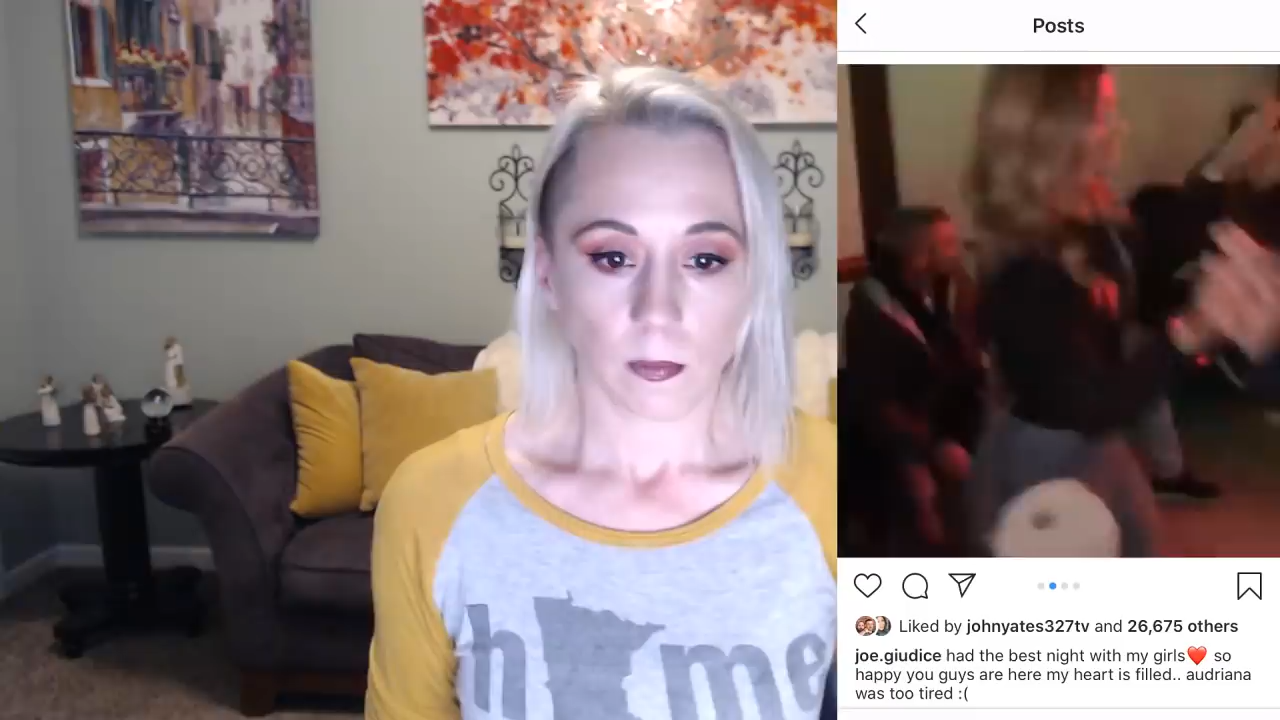 Posts
Liked by johnyates327tv and 26,675 others
joe.giudice had the best night with my girls❤️ so
happy you guys are here my heart is filled.. audriana
was too tired :(
h me